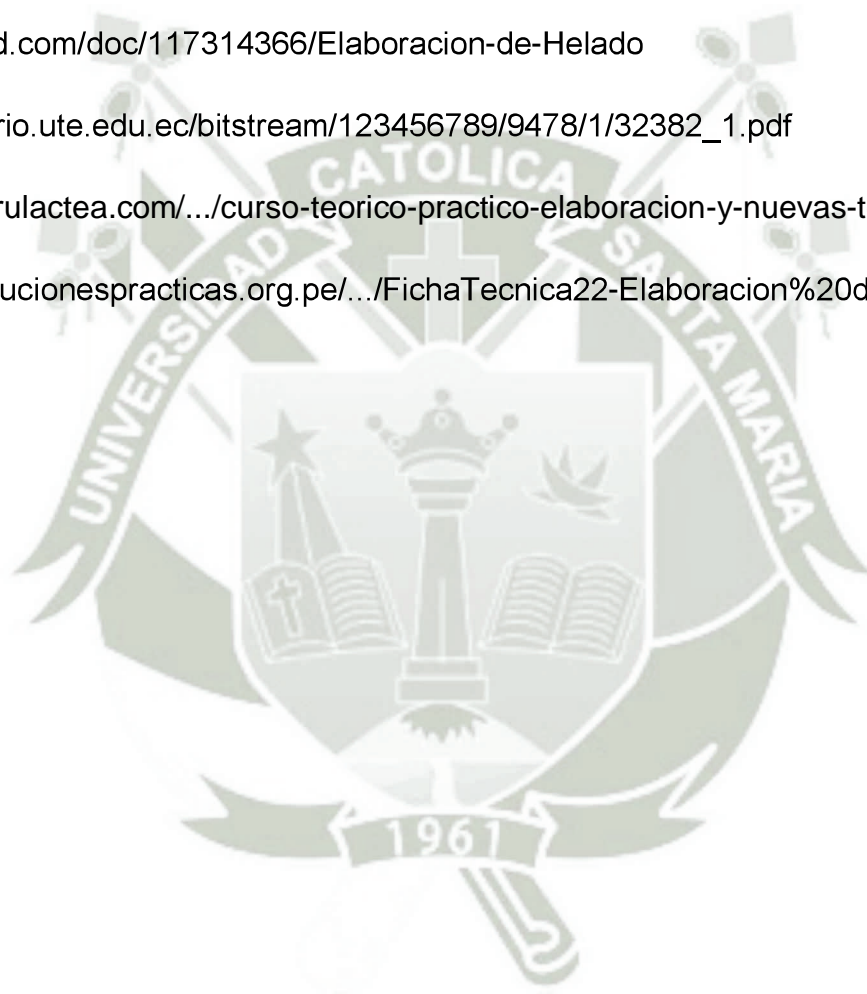 d.com/doc/117314366/Elaboracion-de-Helado
rio.ute.edu.ec/bitstream/123456789/9478/1/32382_1.pdf
rulactea.com/.../curso-teorico-practico-elaboracion-y-nuevas-t
ucionespracticas.org.pe/.../FichaTecnica22-Elaboracion%20d
UNIVERSIDAD CATOLICA SANTA MARIA
1961